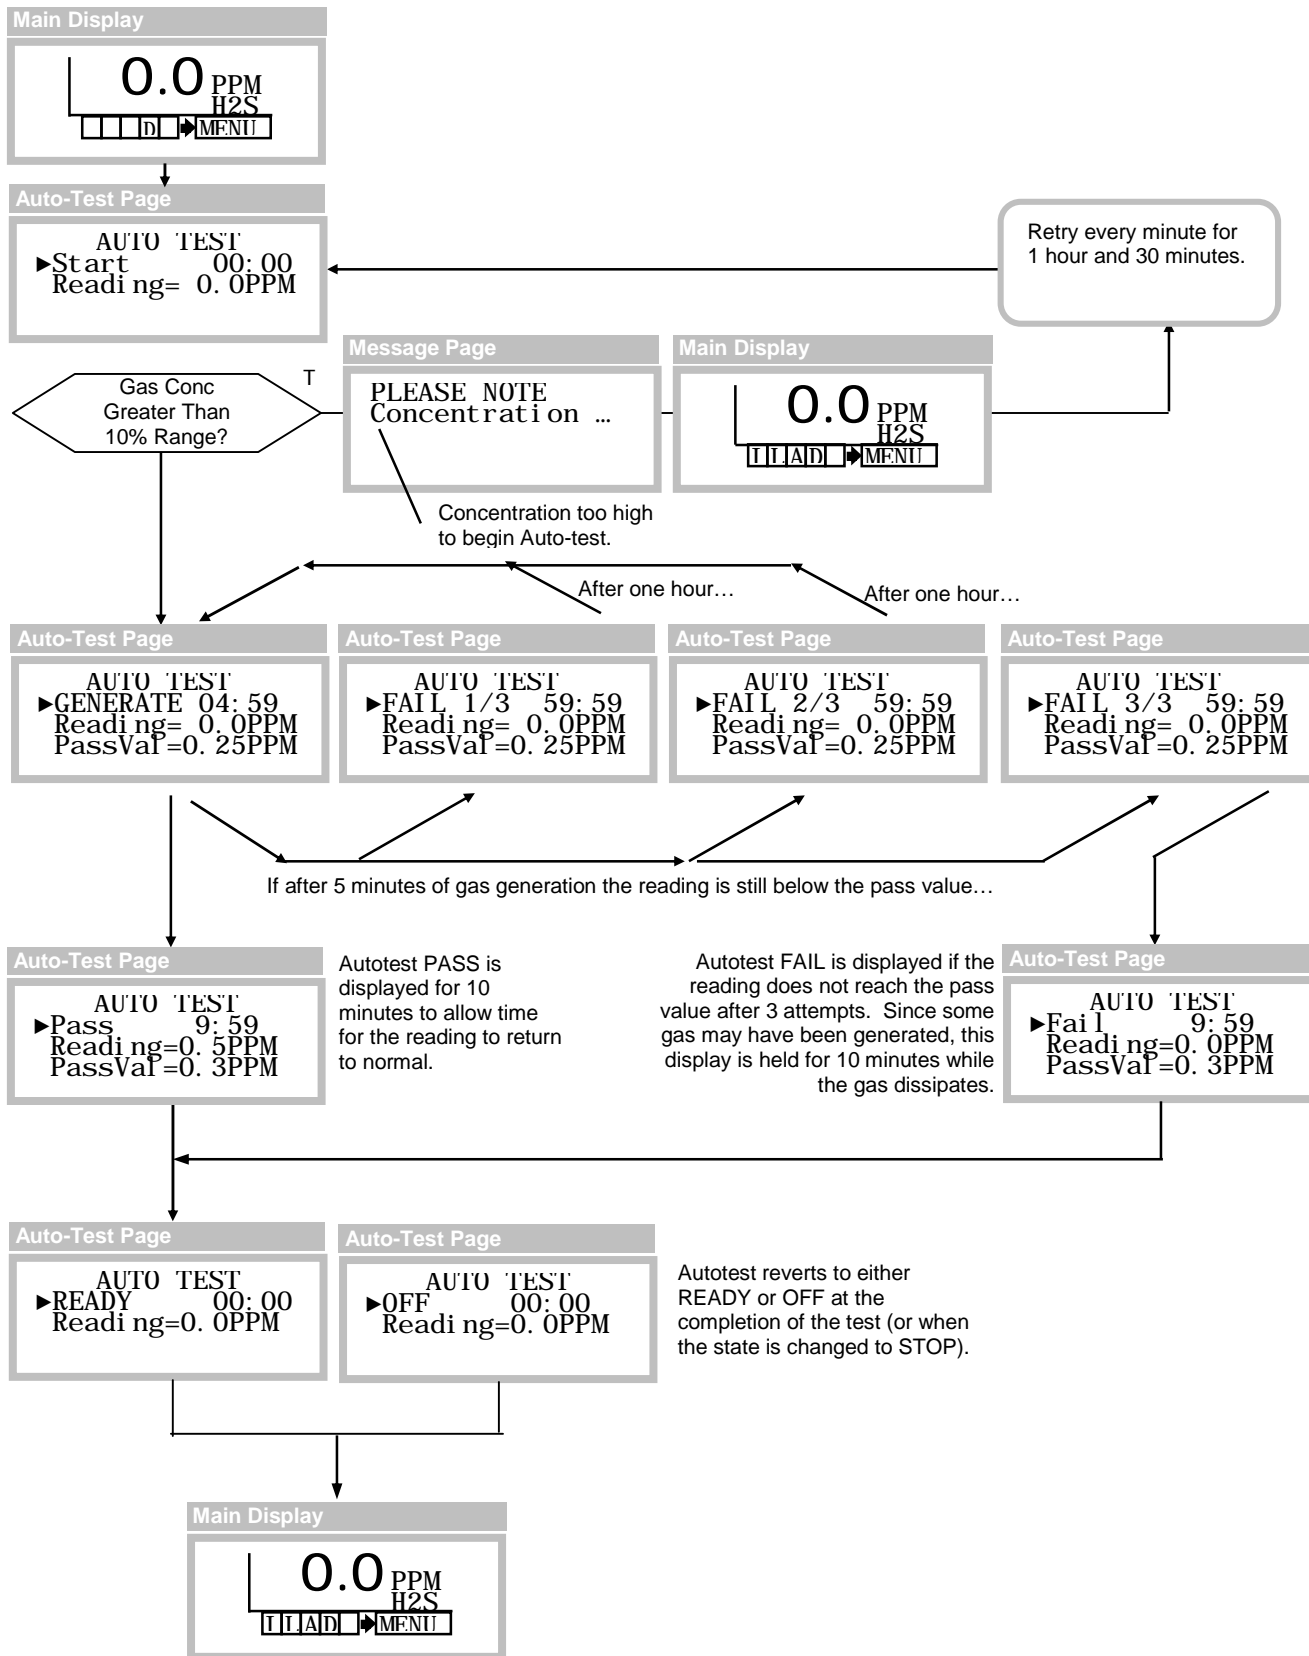 Main Display
0.0 PPM
H2S
D MENU
Auto-Test Page
AUTO TEST
►Start 00:00
Reading= 0.0PPM
Retry every minute for
1 hour and 30 minutes.
Gas Conc
Greater Than
10% Range?
T
Message Page
PLEASE NOTE
Concentration ...
Main Display
0.0 PPM
H2S
MENU
Concentration too high
to begin Auto-test.
After one hour…
After one hour…
Auto-Test Page
AUTO TEST
►GENERATE 04:59
Reading= 0.0PPM
PassVal=0.25PPM
Auto-Test Page
AUTO TEST
►FAIL 1/3 59:59
Reading= 0.0PPM
PassVal=0.25PPM
Auto-Test Page
AUTO TEST
►FAIL 2/3 59:59
Reading= 0.0PPM
PassVal=0.25PPM
Auto-Test Page
AUTO TEST
►FAIL 3/3 59:59
Reading= 0.0PPM
PassVal=0.25PPM
If after 5 minutes of gas generation the reading is still below the pass value…
Auto-Test Page
AUTO TEST
►Pass 9:59
Reading=0.5PPM
PassVal=0.3PPM
Autotest PASS is
displayed for 10
minutes to allow time
for the reading to return
to normal.
Autotest FAIL is displayed if the
reading does not reach the pass
value after 3 attempts. Since some
gas may have been generated, this
display is held for 10 minutes while
the gas dissipates.
Auto-Test Page
AUTO TEST
►Fail 9:59
Reading=0.0PPM
PassVal=0.3PPM
Auto-Test Page
AUTO TEST
►READY 00:00
Reading=0.0PPM
Auto-Test Page
AUTO TEST
►OFF 00:00
Reading=0.0PPM
Autotest reverts to either
READY or OFF at the
completion of the test (or when
the state is changed to STOP).
Main Display
0.0 PPM
H2S
MENU